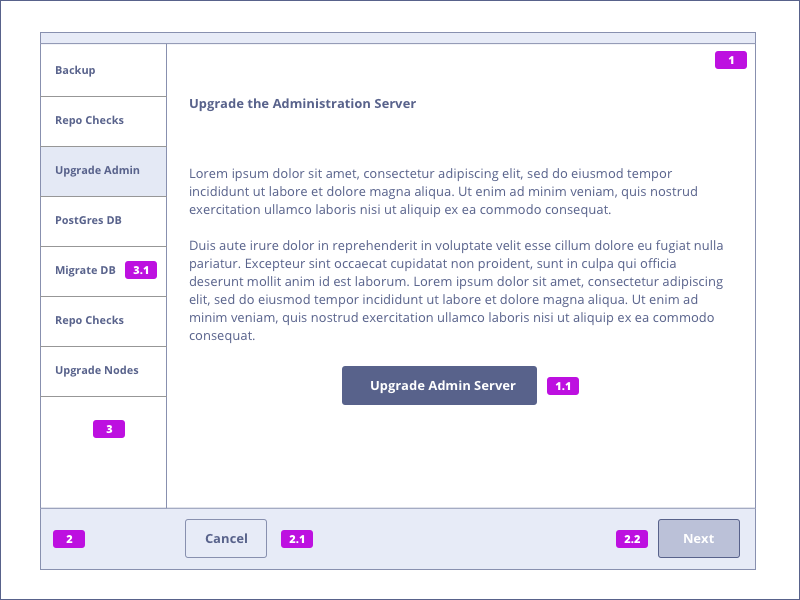 Backup
Repo Checks
Upgrade Admin
PostGres DB
Migrate DB 3.1
Repo Checks
Upgrade Nodes
3
1
Upgrade the Administration Server
Lorem ipsum dolor sit amet, consectetur adipiscing elit, sed do eiusmod tempor
incididunt ut labore et dolore magna aliqua. Ut enim ad minim veniam, quis nostrud
exercitation ullamco laboris nisi ut aliquip ex ea commodo consequat.
Duis aute irure dolor in reprehenderit in voluptate velit esse cillum dolore eu fugiat nulla
pariatur. Excepteur sint occaecat cupidatat non proident, sunt in culpa qui officia
deserunt mollit anim id est laborum. Lorem ipsum dolor sit amet, consectetur adipiscing
elit, sed do eiusmod tempor incididunt ut labore et dolore magna aliqua. Ut enim ad
minim veniam, quis nostrud exercitation ullamco laboris nisi ut aliquip ex ea commodo
consequat.
Upgrade Admin Server 1.1
2 Cancel 2.1 2.2 Next